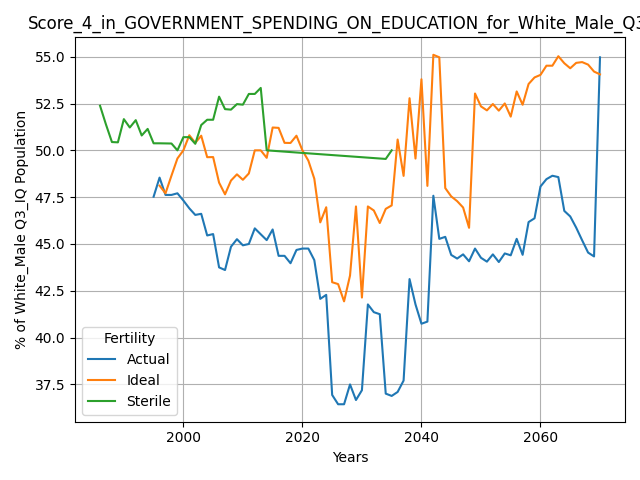 Score_4_in_GOVERNMENT_SPENDING_ON_EDUCATION_for_White_Male_Q3
55.0
52.5
50.0
47.5
45.0
42.5
40.0
37.5
% of White_Male Q3_IQ Population
Fertility
Actual
Ideal
Sterile
2000
2020
2040
2060
Years